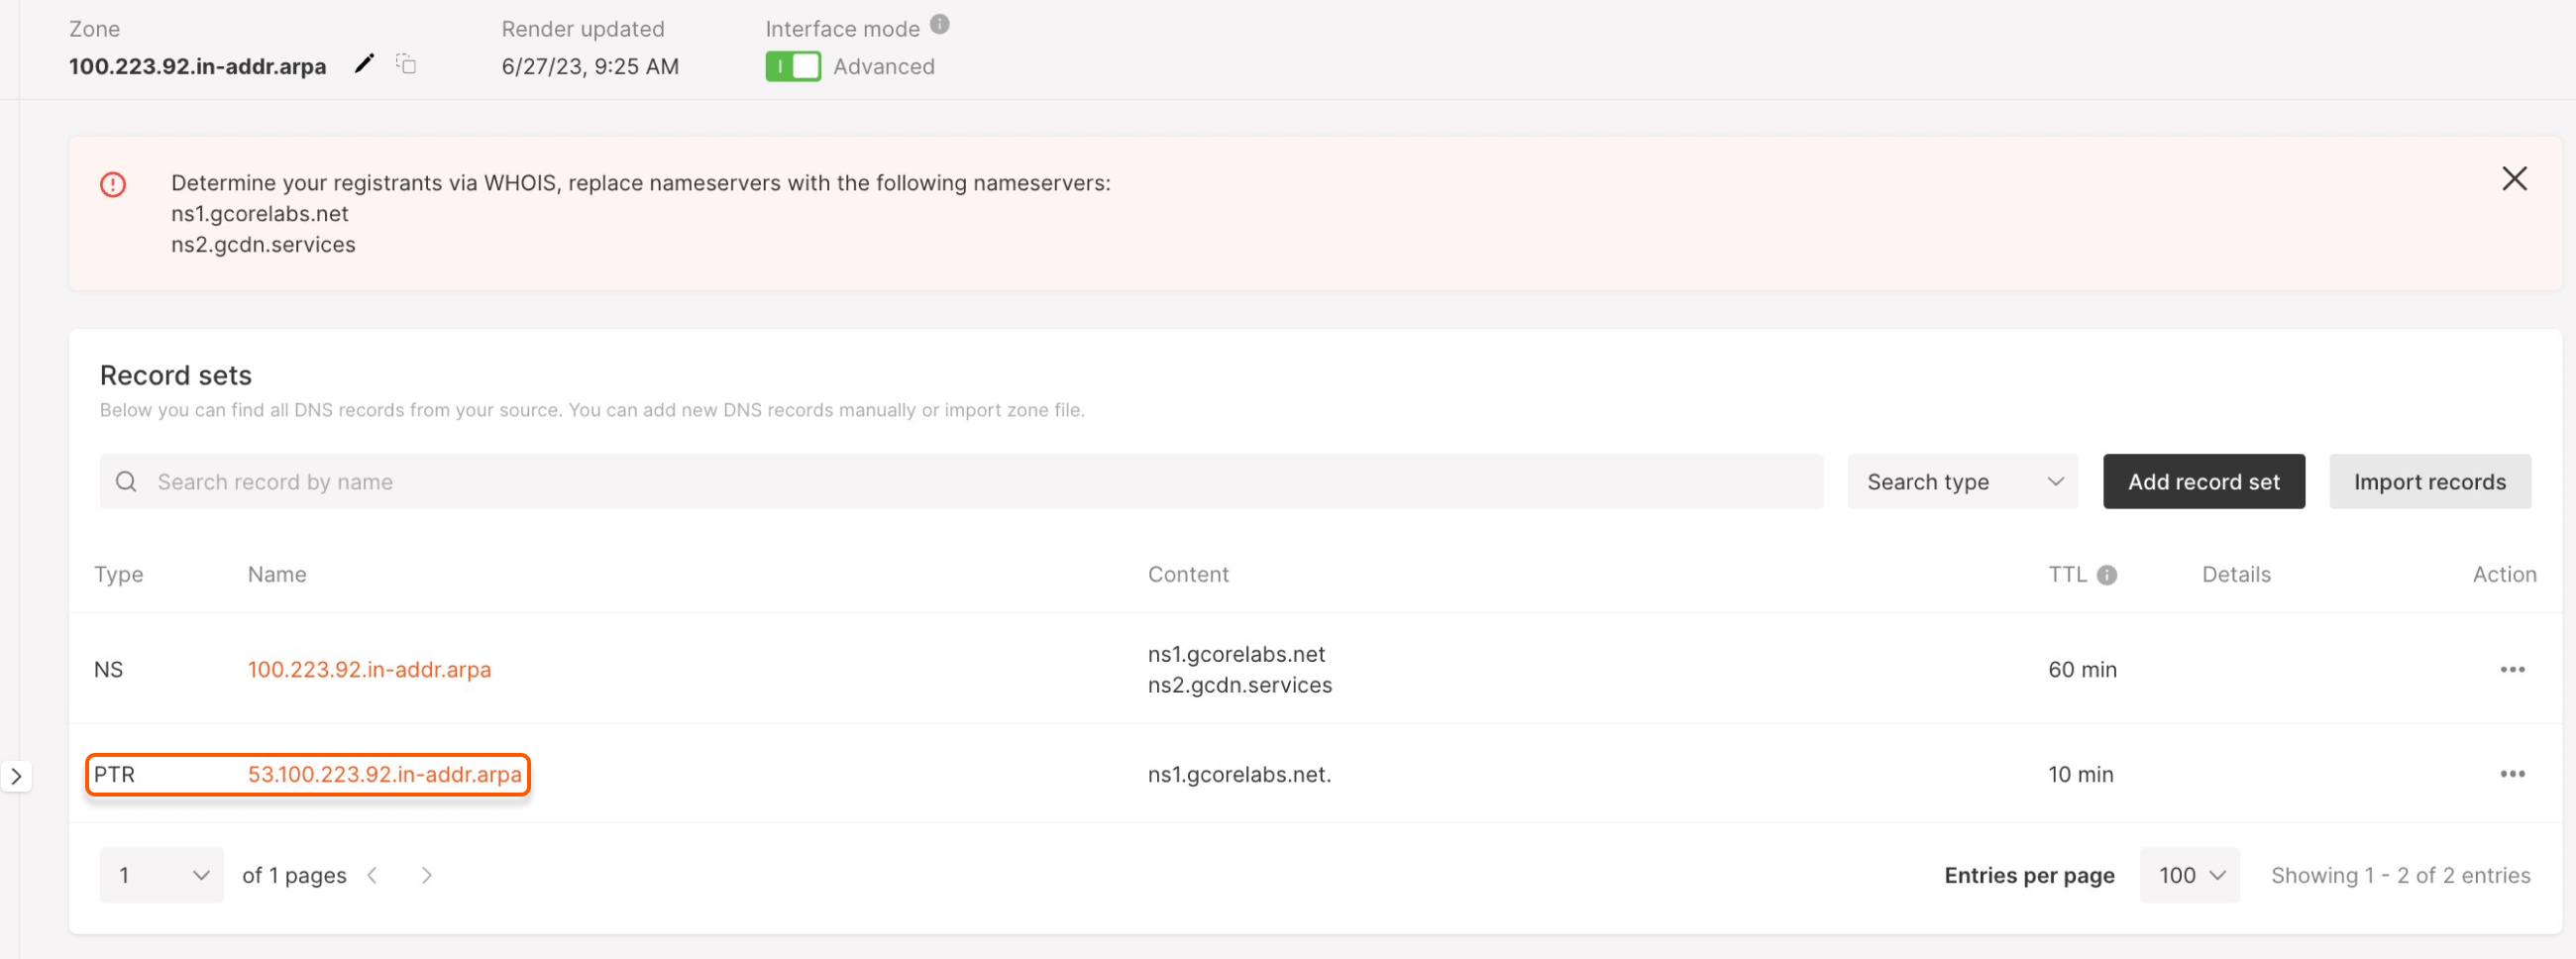 Zone
Render updated
Interface mode
100.223.92.in-addr.arpa
6/27/23, 9:25 AM
Advanced
Determine your registrants via WHOIS, replace nameservers with the following nameservers:
ns1.gcorelabs.net
ns2.gcdn.services
Record sets
Below you can find all DNS records from your source. You can add new DNS records manually or import zone file.
Search record by name
Search type
Add record set
Import records
Type Name Content TTL Details Action
NS 100.223.92.in-addr.arpa
ns1.gcorelabs.net
ns2.gcdn.services
60 min
PTR 53.100.223.92.in-addr.arpa ns1.gcorelabs.net. 10 min
1 of 1 pages
Entries per page 100 Showing 1 - 2 of 2 entries